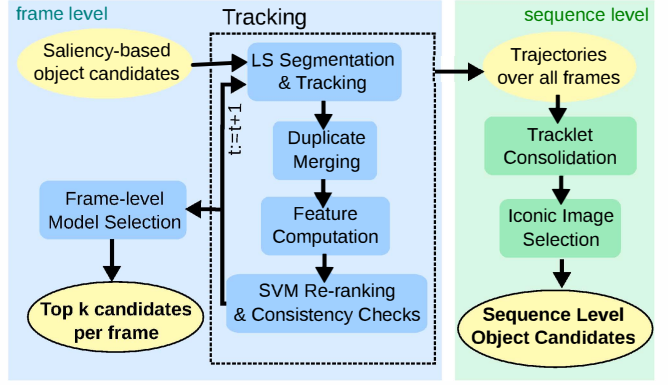 frame level
Tracking
sequence level
Saliency-based
object candidates
LS Segmentation
& Tracking
t:=t+1
Duplicate
Merging
Feature
Computation
SVM Re-ranking
& Consistency Checks
Frame-level
Model Selection
Top k candidates
per frame
Trajectories
over all frames
Tracklet
Consolidation
Iconic Image
Selection
Sequence Level
Object Candidates